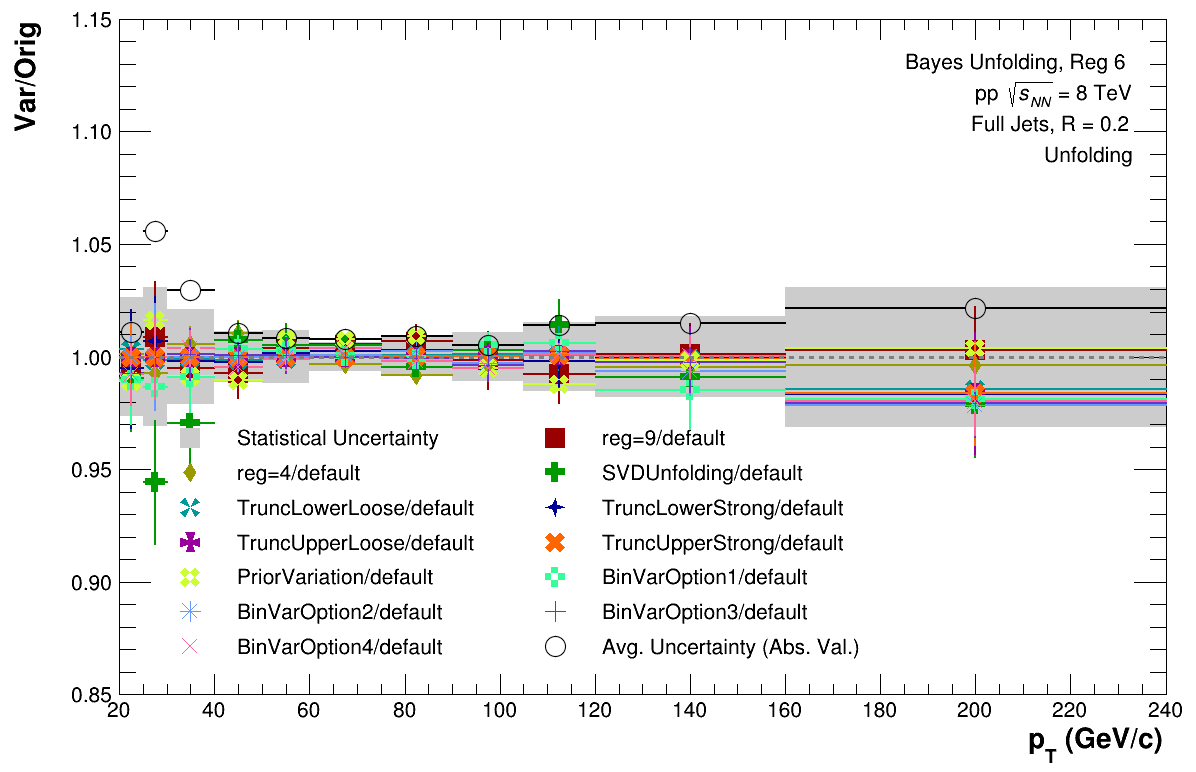 Var/Orig
1.15
1.10
1.05
1.00
0.95
0.90
0.85
Bayes Unfolding, Reg 6
pp √sNN = 8 TeV
Full Jets, R = 0.2
Unfolding
Statistical Uncertainty
reg=9/default
reg=4/default
SVDUnfolding/default
TruncLowerLoose/default
TruncLowerStrong/default
TruncUpperLoose/default
TruncUpperStrong/default
PriorVariation/default
BinVarOption1/default
BinVarOption2/default
BinVarOption3/default
BinVarOption4/default
Avg. Uncertainty (Abs. Val.)
20 40 60 80 100 120 140 160 180 200 220 240
pT (GeV/c)